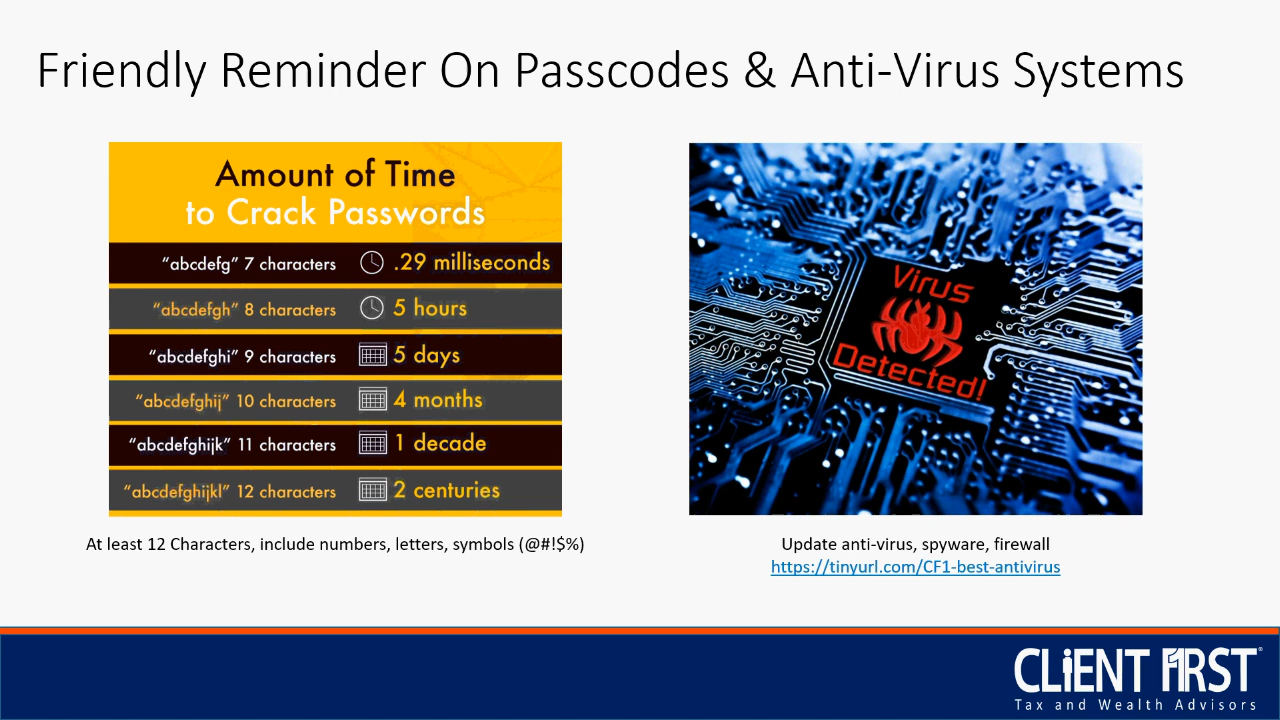 Friendly Reminder On Passcodes & Anti-Virus Systems
Amount of Time
to Crack Passwords
“abcdefg” 7 characters .29 milliseconds
“abcdefgh” 8 characters 5 hours
“abcdefghi” 9 characters 5 days
“abcdefghij” 10 characters 4 months
“abcdefghijk” 11 characters 1 decade
“abcdefghijkl” 12 characters 2 centuries
At least 12 Characters, include numbers, letters, symbols (@#!$%)
Virus
Detected!
Update anti-virus, spyware, firewall
https://tinyurl.com/CF1-best-antivirus
CLiENT F1RST®
Tax and Wealth Advisors